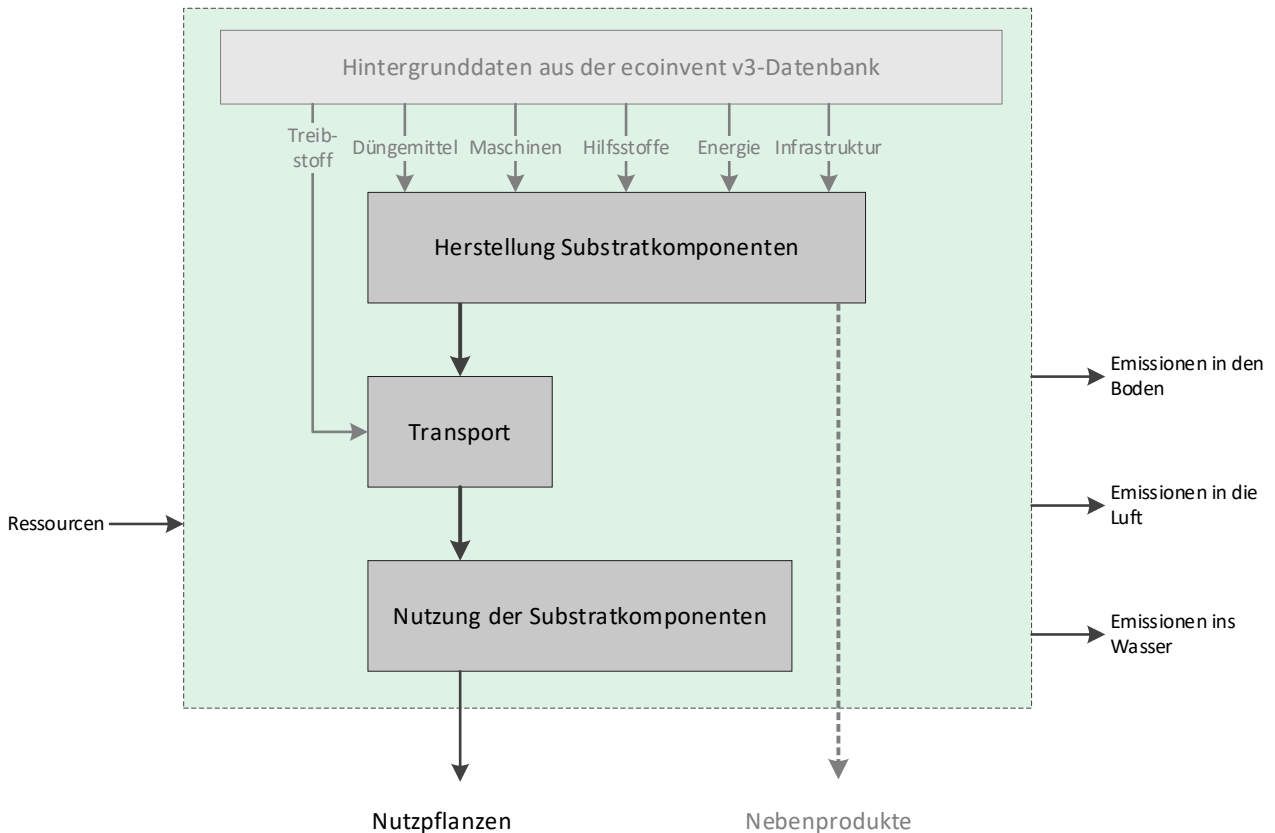 Hintergrunddaten aus der ecoinvent v3-Datenbank
Treib-
stoff
Düngemittel
Maschinen
Hilfsstoffe
Energie
Infrastruktur
Herstellung Substratkomponenten
Transport
Nutzung der Substratkomponenten
Ressourcen
Emissionen in den
Boden
Emissionen in die
Luft
Emissionen ins
Wasser
Nutzpflanzen
Nebenprodukte